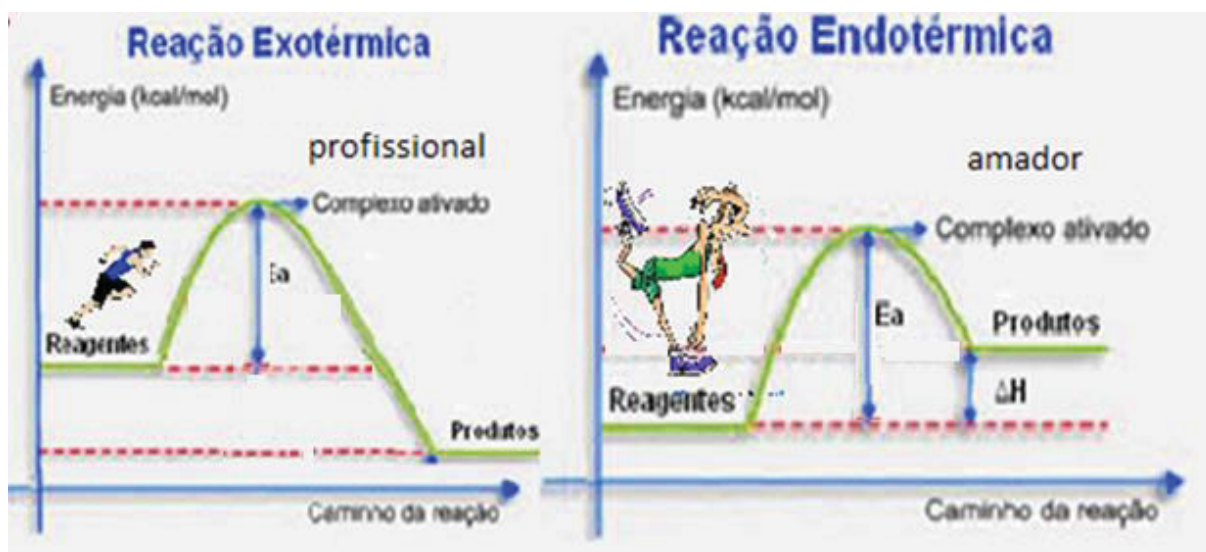 Reação Exotérmica
Energia (kcal/mol)
profissional
Complexo ativado
Ea
Reagentes
Produtos
Caminho da reação
Reação Endotérmica
Energia (kcal/mol)
amador
Complexo ativado
Ea
Produtos
ΔH
Reagentes
Caminho da reação